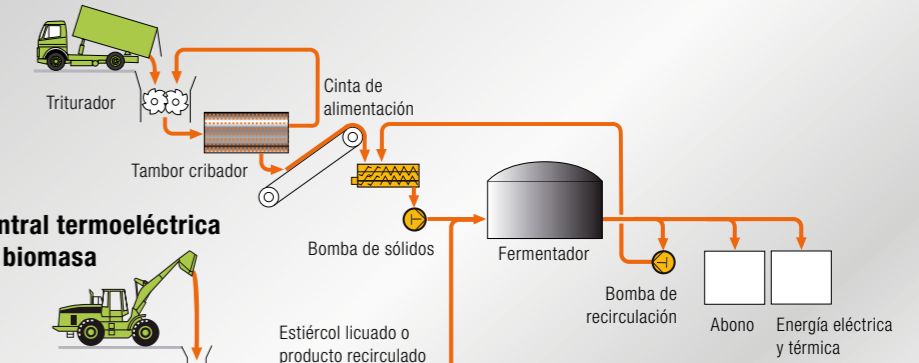 Triturador
Cinta de
alimentación
Tambor cribador
Bomba de sólidos
Fermentador
Bomba de
recirculación
Abono
Energía eléctrica
y térmica
termoeléctrica
biomasa
Estiércol licuado o
producto recirculado